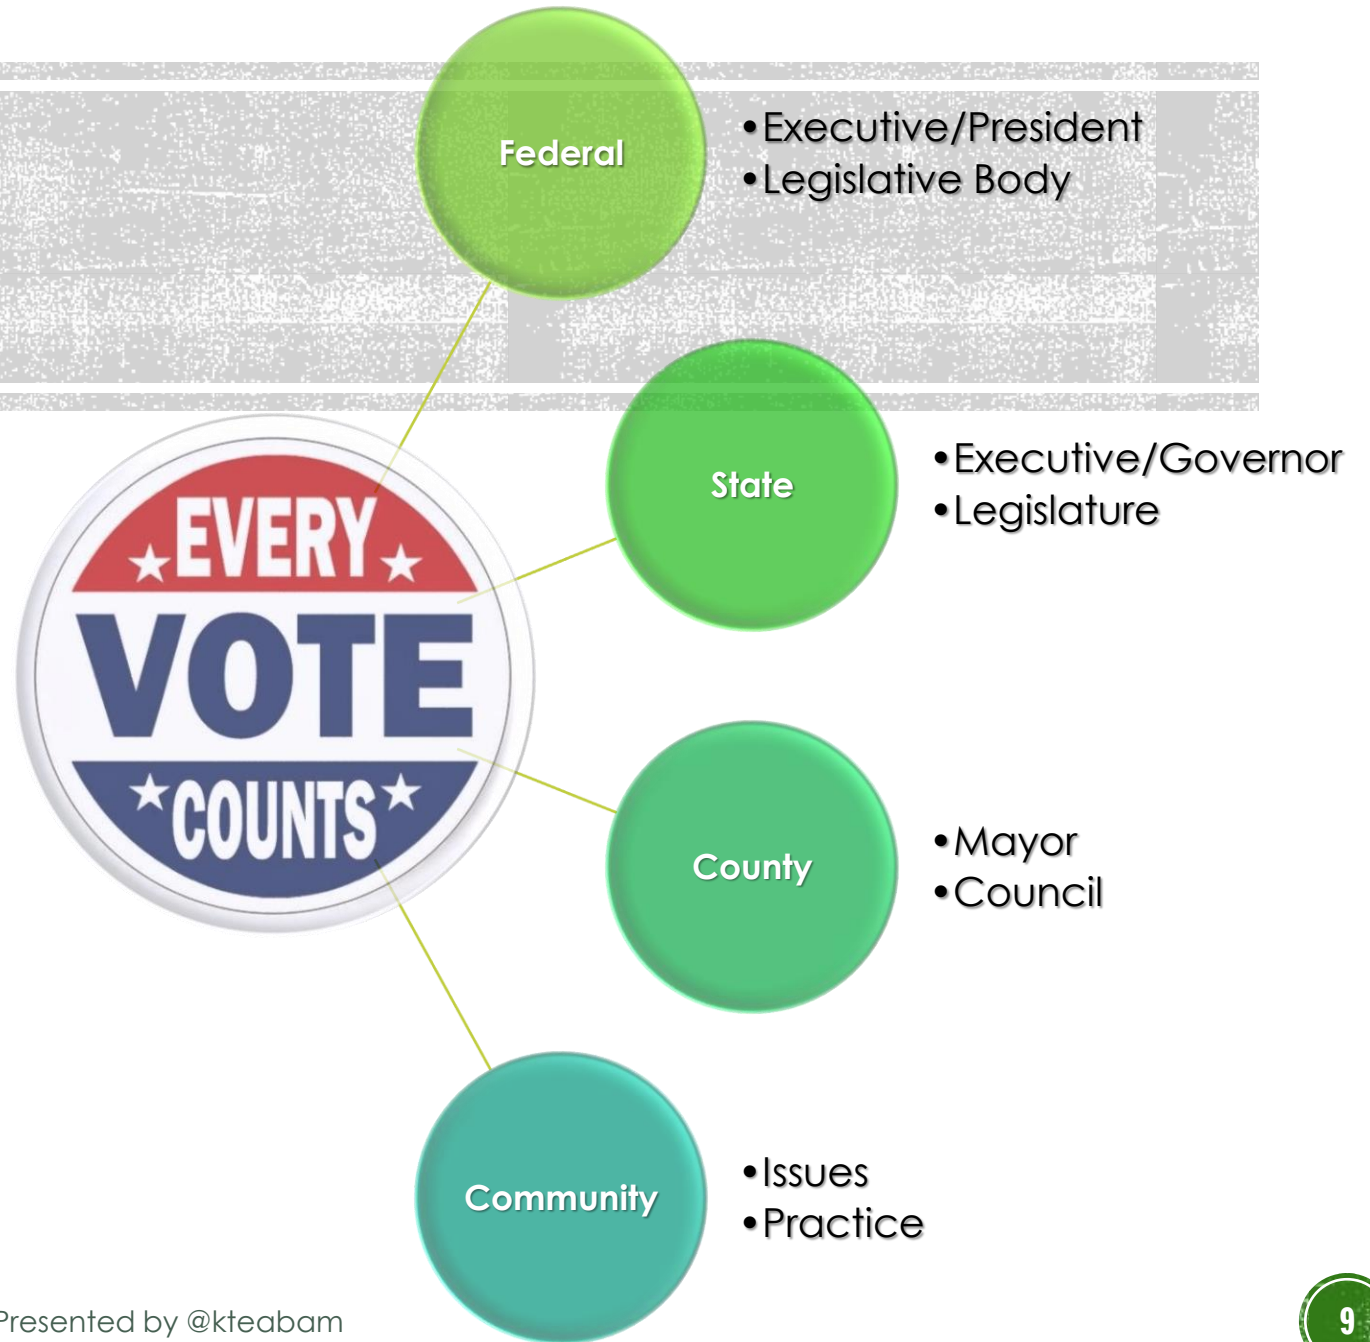 Federal
•Executive/President
•Legislative Body
State
•Executive/Governor
•Legislature
EVERY
VOTE
COUNTS
County
•Mayor
•Council
Community
•Issues
•Practice
Presented by @kteabam
9